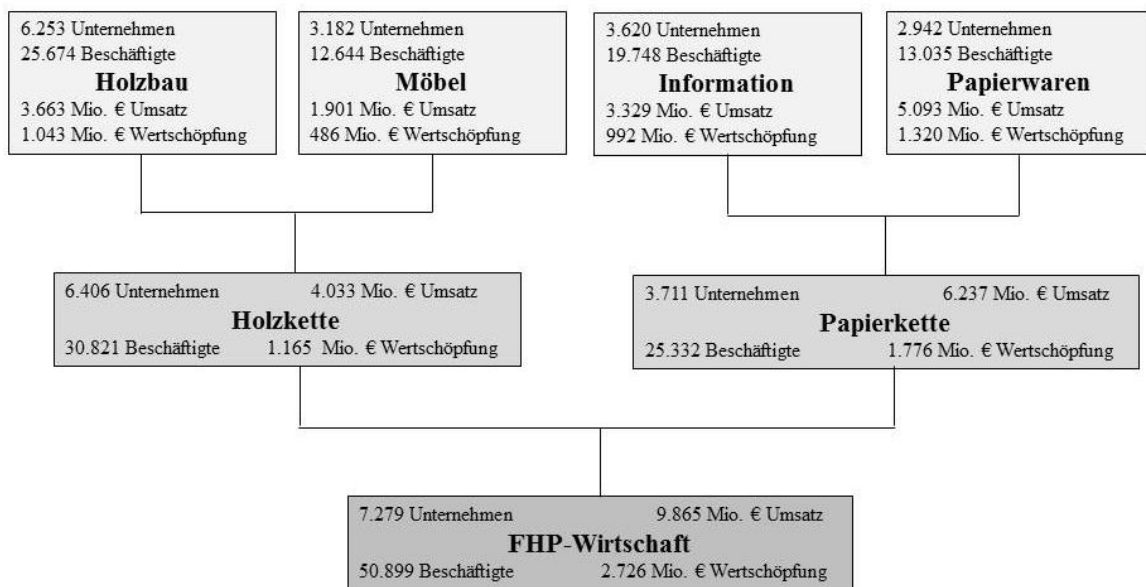 6.253 Unternehmen
25.674 Beschäftigte
Holzbau
3.663 Mio. € Umsatz
1.043 Mio. € Wertschöpfung
3.182 Unternehmen
12.644 Beschäftigte
Möbel
1.901 Mio. € Umsatz
486 Mio. € Wertschöpfung
3.620 Unternehmen
19.748 Beschäftigte
Information
3.329 Mio. € Umsatz
992 Mio. € Wertschöpfung
2.942 Unternehmen
13.035 Beschäftigte
Papierwaren
5.093 Mio. € Umsatz
1.320 Mio. € Wertschöpfung
6.406 Unternehmen 4.033 Mio. € Umsatz
Holzkette
30.821 Beschäftigte 1.165 Mio. € Wertschöpfung
3.711 Unternehmen 6.237 Mio. € Umsatz
Papierkette
25.332 Beschäftigte 1.776 Mio. € Wertschöpfung
7.279 Unternehmen 9.865 Mio. € Umsatz
FHP-Wirtschaft
50.899 Beschäftigte 2.726 Mio. € Wertschöpfung